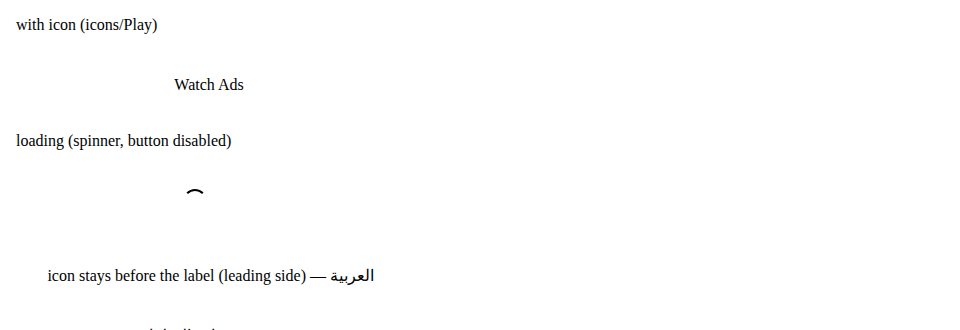 with icon (icons/Play)
Watch Ads
loading (spinner, button disabled)
icon stays before the label (leading side) — العربية